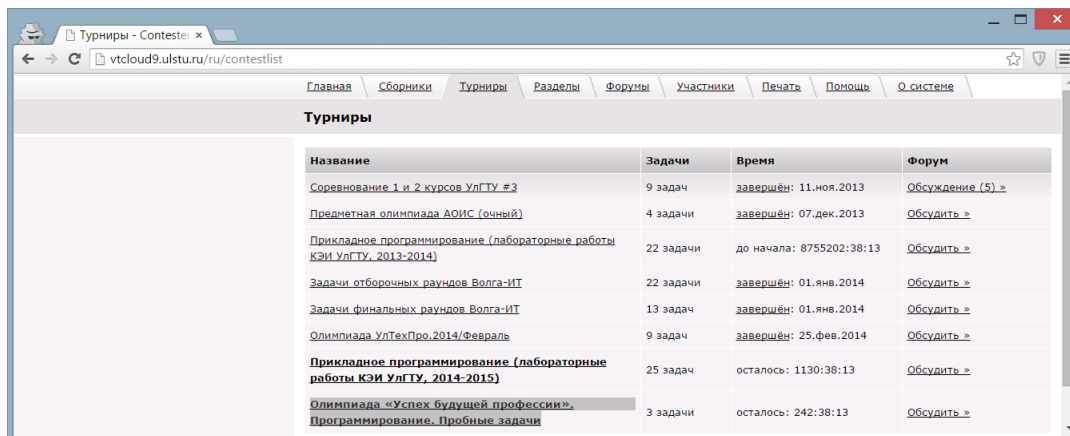 Турниры - Contester
vtcloud9.ulstu.ru/ru/contestlist
Главная Сборники Турниры Разделы Форумы Участники Печать Помощь О системе
Турниры
Название Задачи Время Форум
Соревнование 1 и 2 курсов УлГТУ #3 9 задач завершён: 11.ноя.2013 Обсуждение (5) »
Предметная олимпиада АОИС (очный) 4 задачи завершён: 07.дек.2013 Обсудить »
Прикладное программирование (лабораторные работы
КЭИ УлГТУ, 2013-2014) 22 задачи до начала: 8755202:38:13 Обсудить »
Задачи отборочных раундов Волга-ИТ 22 задачи завершён: 01.янв.2014 Обсудить »
Задачи финальных раундов Волга-ИТ 13 задач завершён: 01.янв.2014 Обсудить »
Олимпиада УлТехПро.2014/Февраль 9 задач завершён: 25.фев.2014 Обсудить »
Прикладное программирование (лабораторные
работы КЭИ УлГТУ, 2014-2015) 25 задач осталось: 1130:38:13 Обсудить »
Олимпиада «Успех будущей профессии».
Программирование. Пробные задачи 3 задачи осталось: 242:38:13 Обсудить »